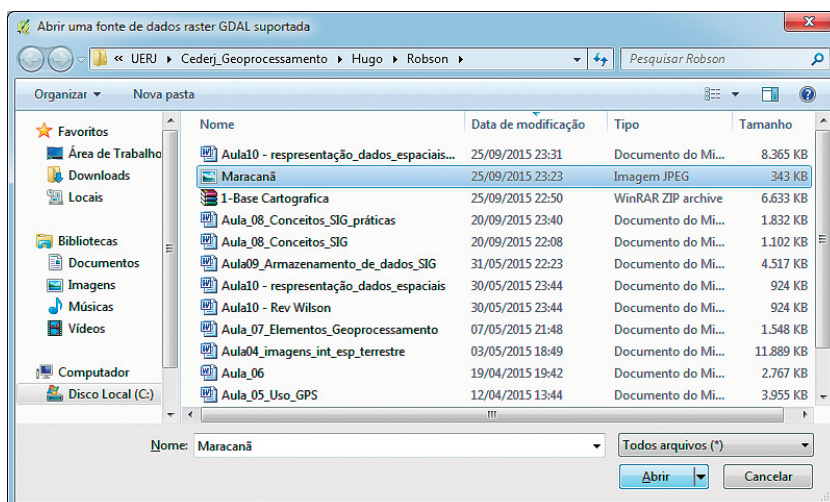 Abrir uma fonte de dados raster GDAL suportada
« UERJ Cederj_Geoprocessamento Hugo Robson
Pesquisar Robson
Organizar Nova pasta
Favoritos
Área de Trabalho
Downloads
Locais
Bibliotecas
Documentos
Imagens
Músicas
Vídeos
Computador
Disco Local (C:)
Nome Data de modificação Tipo Tamanho
Aula10 - respresentação_dados_espaciais... 25/09/2015 23:31 Documento do Mi... 8.365 KB
Maracanã 25/09/2015 23:23 Imagem JPEG 343 KB
1-Base Cartografica 25/09/2015 22:50 WinRAR ZIP archive 6.633 KB
Aula_08_Conceitos_SIG_práticas 20/09/2015 23:40 Documento do Mi... 1.832 KB
Aula_08_Conceitos_SIG 20/09/2015 22:08 Documento do Mi... 1.102 KB
Aula09_Armazenamento_de_dados_SIG 31/05/2015 22:23 Documento do Mi... 4.517 KB
Aula10 - respresentação_dados_espaciais 30/05/2015 23:44 Documento do Mi... 924 KB
Aula10 - Rev Wilson 30/05/2015 23:44 Documento do Mi... 924 KB
Aula_07_Elementos_Geoprocessamento 07/05/2015 21:48 Documento do Mi... 1.548 KB
Aula04_imagens_int_esp_terrestre 03/05/2015 18:49 Documento do Mi... 11.889 KB
Aula_06 19/04/2015 19:42 Documento do Mi... 2.767 KB
Aula_05_Uso_GPS 12/04/2015 13:44 Documento do Mi... 3.955 KB
Nome: Maracanã
Todos arquivos (*)
Abrir Cancelar